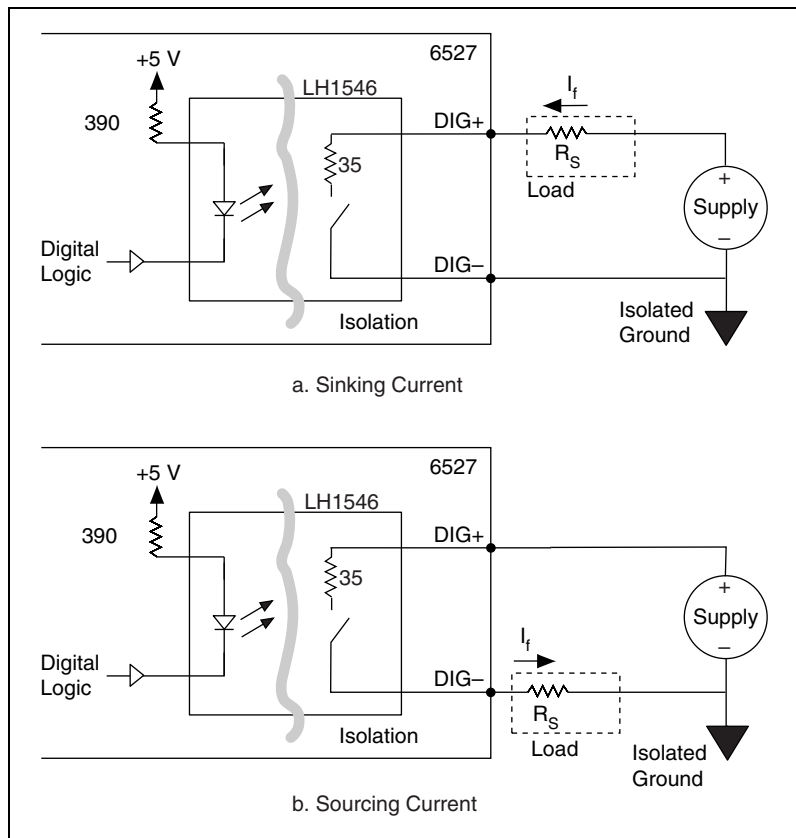 6527
+5 V
LH1546
I_f
390
DIG+
35
R_S
Load
+
Supply
–
Digital
Logic
DIG–
Isolated
Ground
Isolation
a. Sinking Current
6527
+5 V
LH1546
390
DIG+
35
+
Supply
–
I_f
Digital
Logic
DIG–
R_S
Load
Isolated
Ground
Isolation
b. Sourcing Current